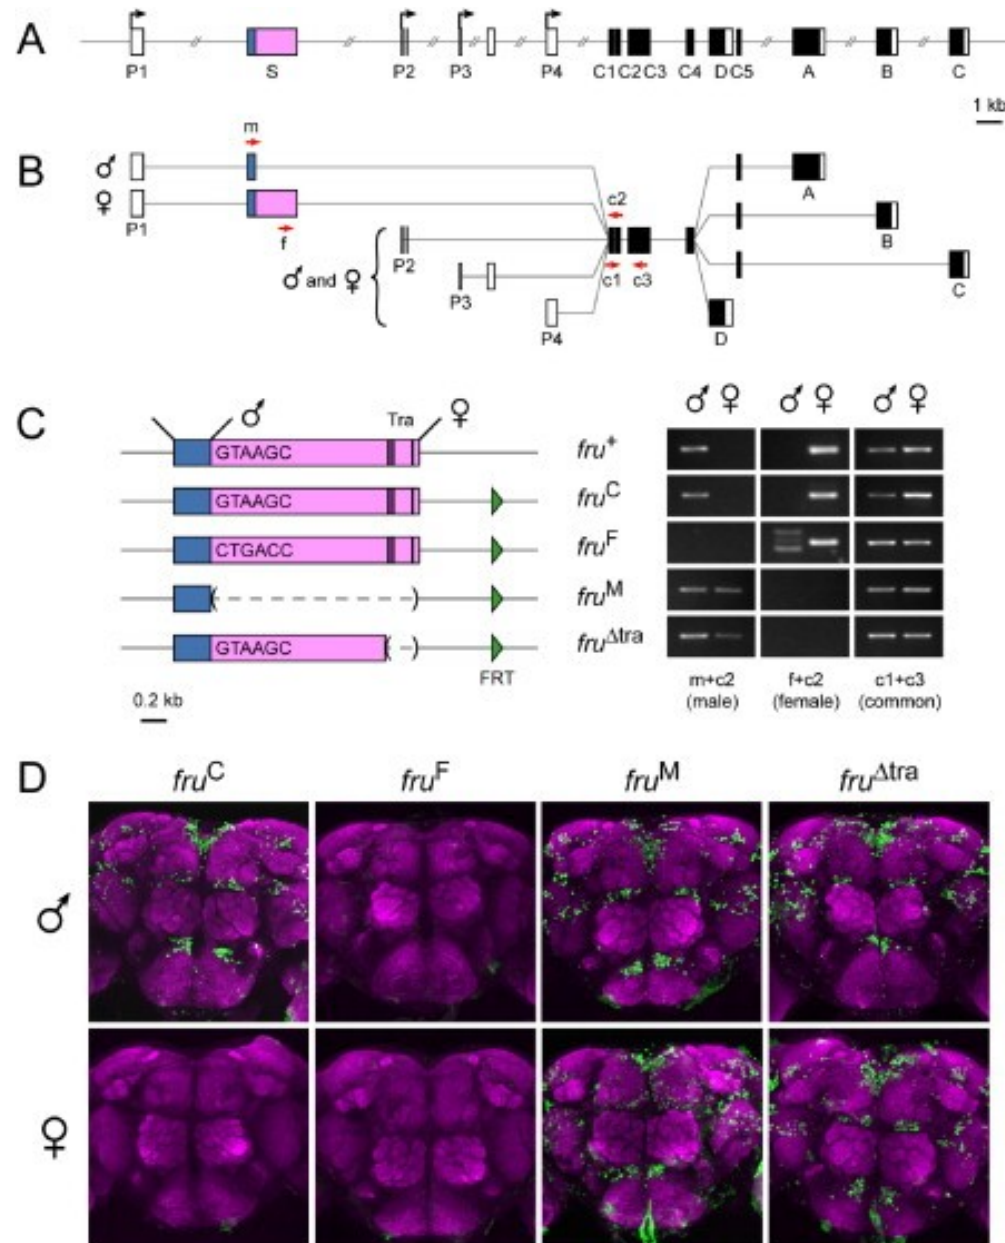 A
P1 S P2 P3 P4 C1 C2 C3 C4 D C5 A B C
1 kb
B
m
♂
A
♀
P1 f c2
B
♂ and ♀ P2 c1 c3
P3 C
P4 D
C
♂ Tra ♀
♂ ♀ ♂ ♀ ♂ ♀
GTAAGC fru+
GTAAGC fruC
CTGACC fruF
fruM
GTAAGC fruΔtra
FRT
0.2 kb
m+c2 f+c2 c1+c3
(male) (female) (common)
D
fruC fruF fruM fruΔtra
♂
♀